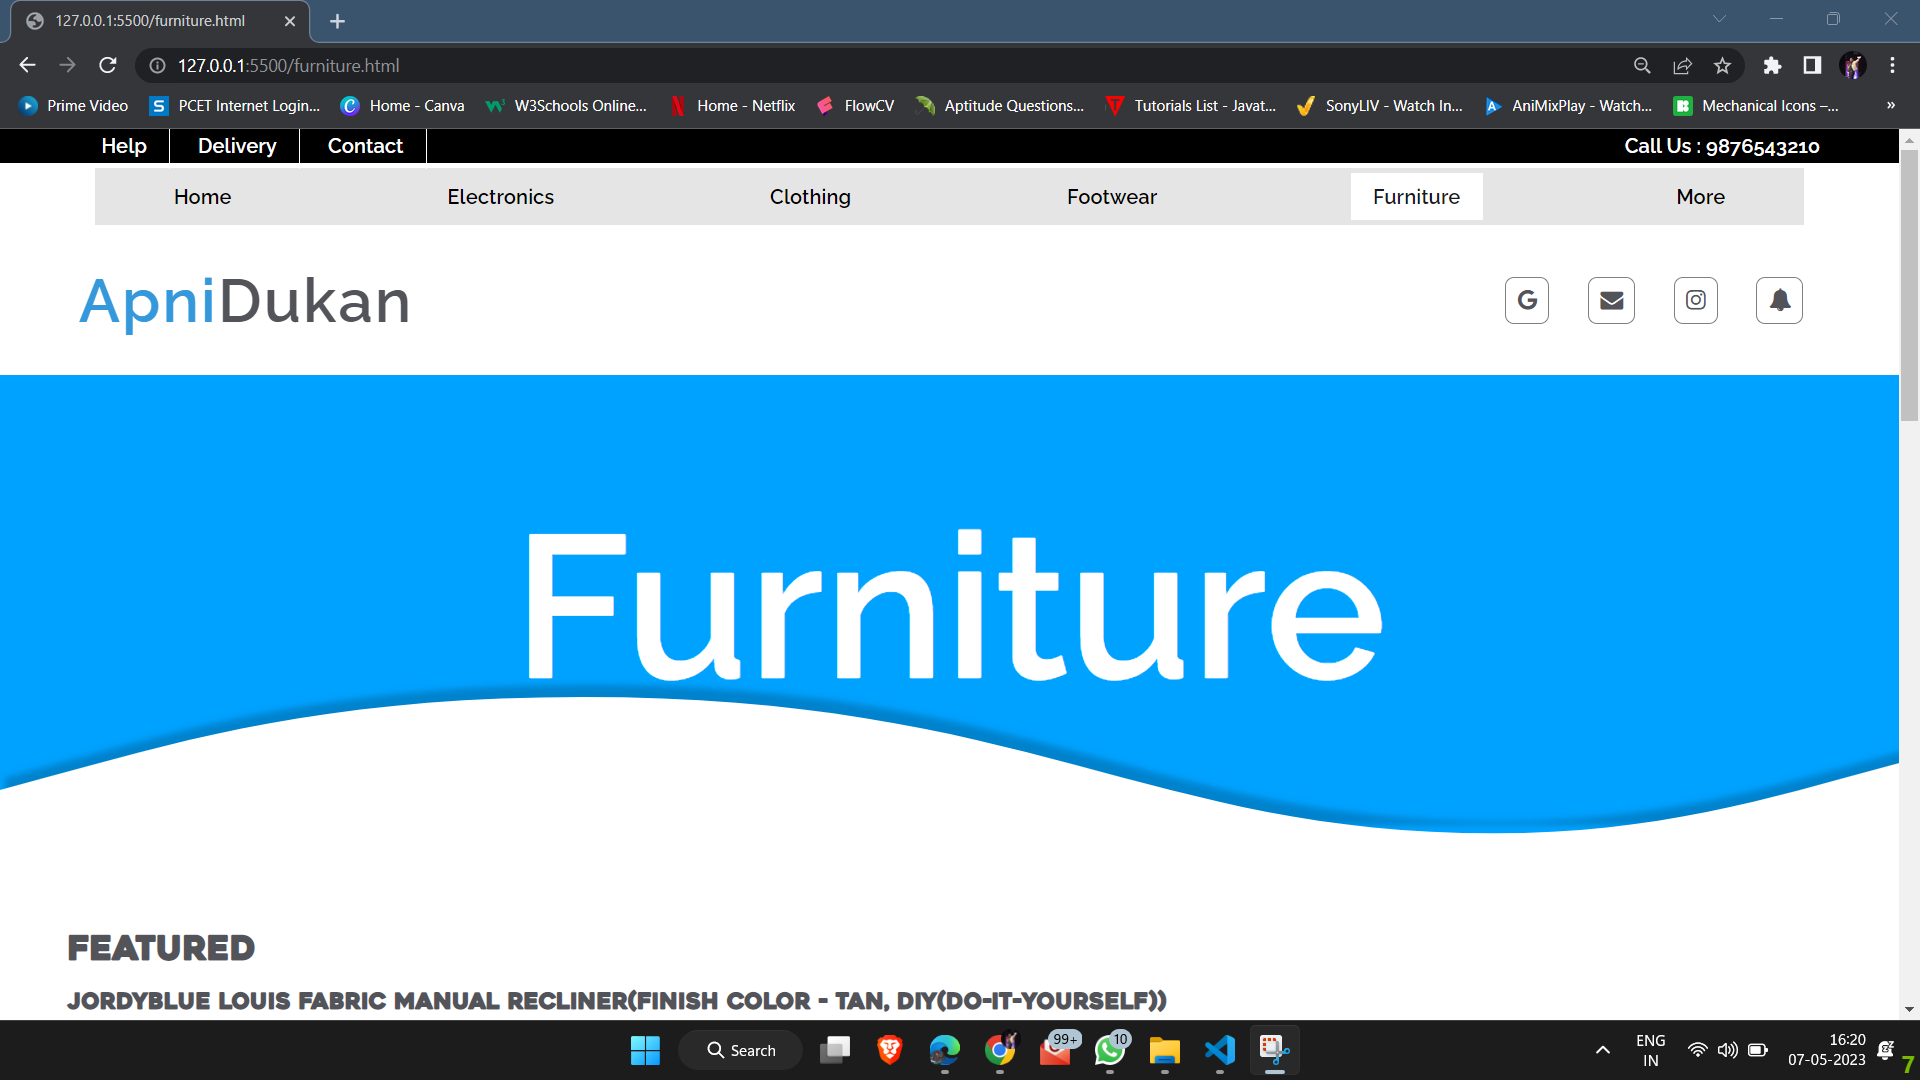 127.0.0.1:5500/furniture.html
127.0.0.1:5500/furniture.html
Prime Video PCET Internet Login... Home - Canva W3Schools Online... Home - Netflix FlowCV Aptitude Questions... Tutorials List - Javat... SonyLIV - Watch In... AniMixPlay - Watch... Mechanical Icons –... »
Help Delivery Contact Call Us : 9876543210
Home Electronics Clothing Footwear Furniture More
ApniDukan
Furniture
FEATURED
JORDYBLUE LOUIS FABRIC MANUAL RECLINER(FINISH COLOR - TAN, DIY(DO-IT-YOURSELF))
Search 99+ 10 ENG 16:20
IN 07-05-2023 7